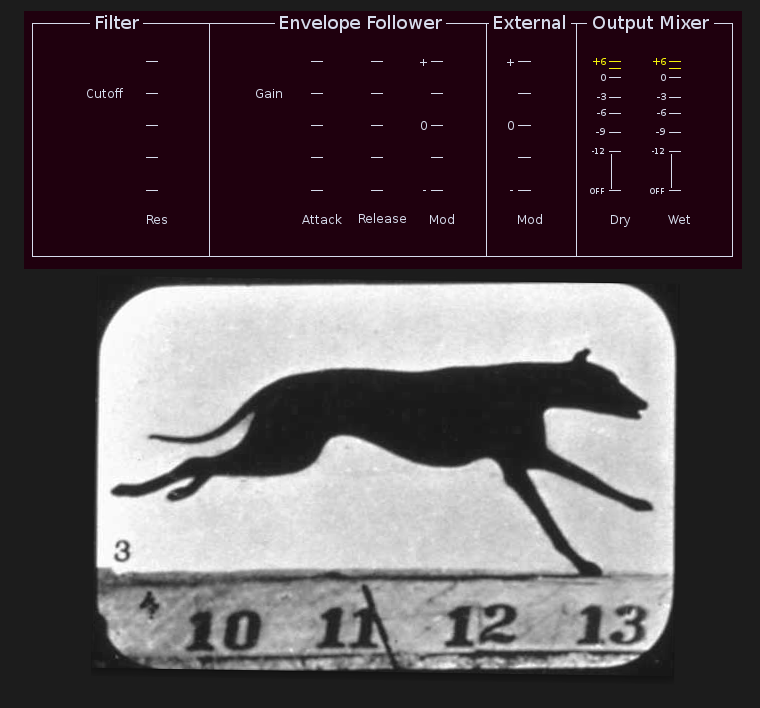 Filter Envelope Follower External Output Mixer
+ + +6 +6
0 0
Cutoff Gain -3 -3
-6 -6
0 0 -9 -9
-12 -12
- - OFF OFF
Res Attack Release Mod Mod Dry Wet
3
4
10 11 12 13